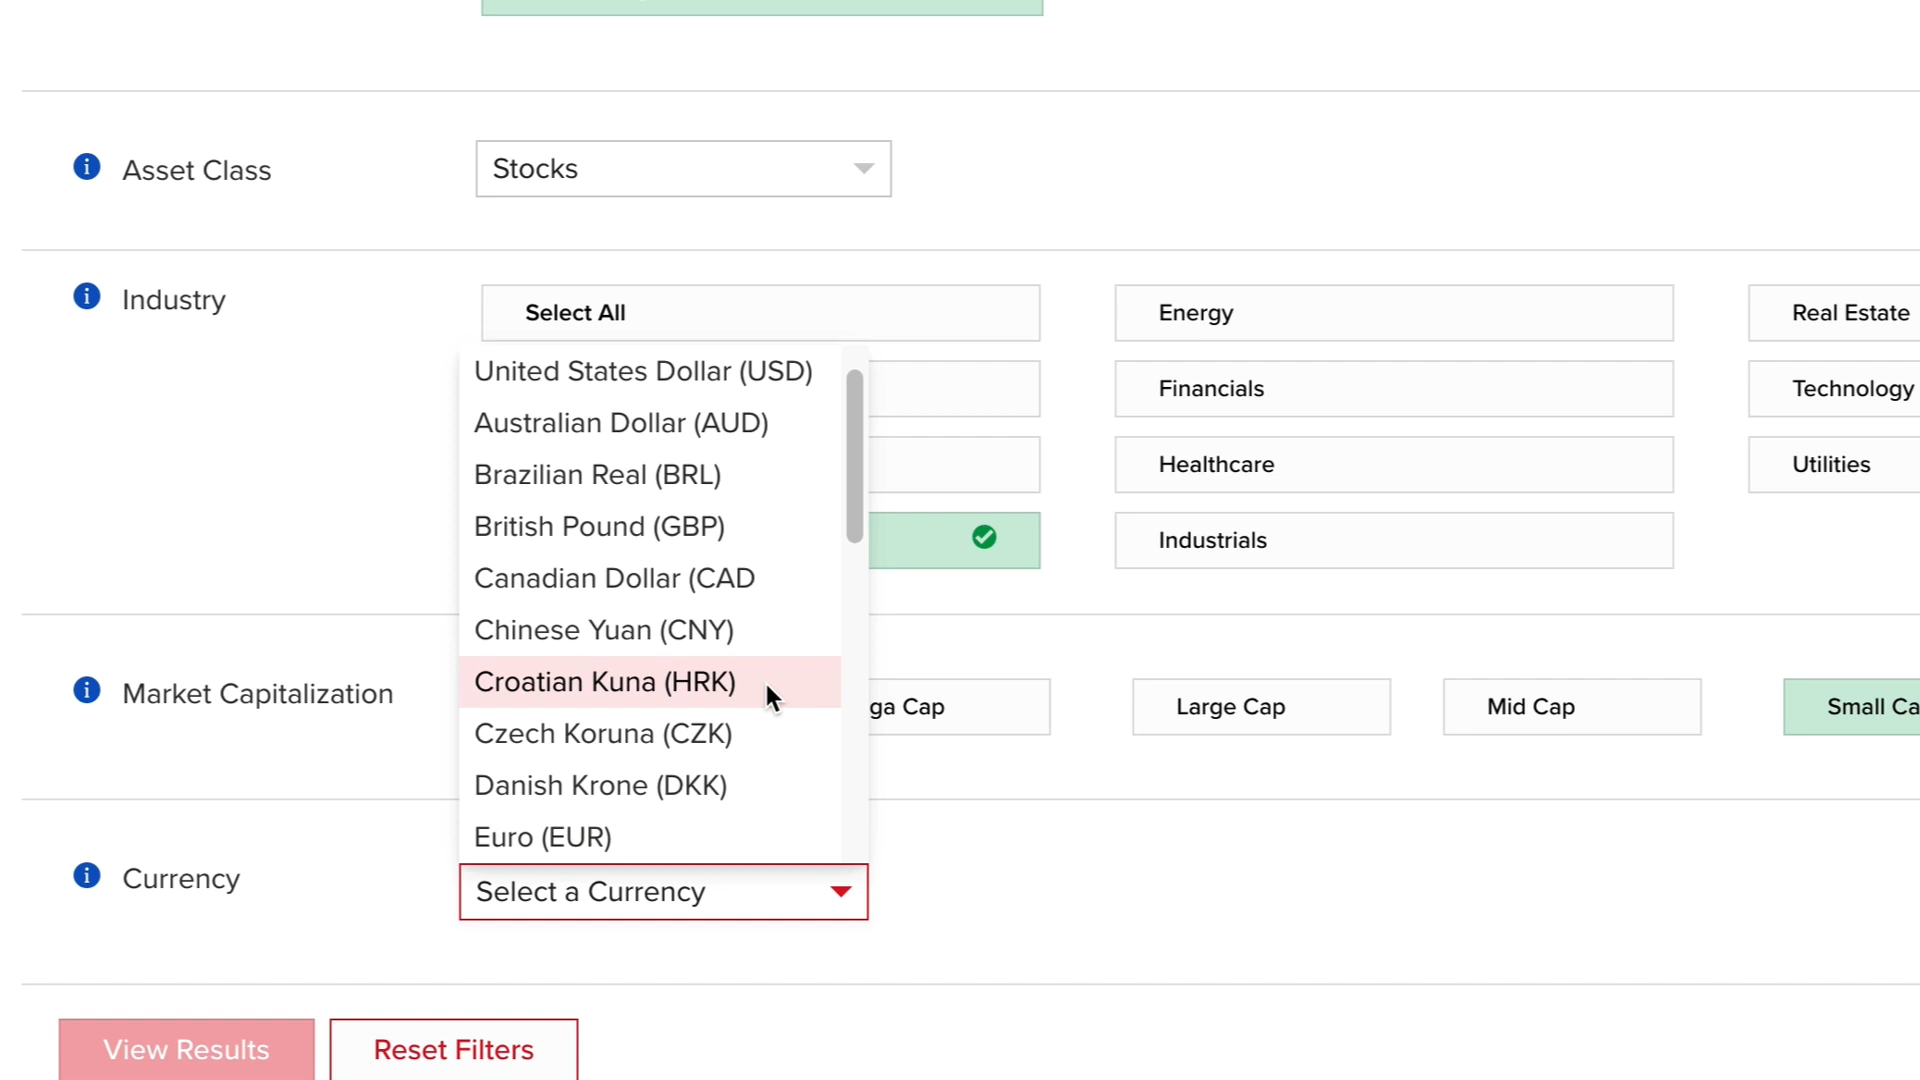 Asset Class
Stocks
Industry
Select All
Energy
Real Estate
United States Dollar (USD)
Financials
Technology
Australian Dollar (AUD)
Brazilian Real (BRL)
Healthcare
Utilities
British Pound (GBP)
Industrials
Canadian Dollar (CAD
Chinese Yuan (CNY)
Croatian Kuna (HRK)
Market Capitalization
ga Cap
Large Cap
Mid Cap
Small Ca
Czech Koruna (CZK)
Danish Krone (DKK)
Euro (EUR)
Currency
Select a Currency
View Results
Reset Filters